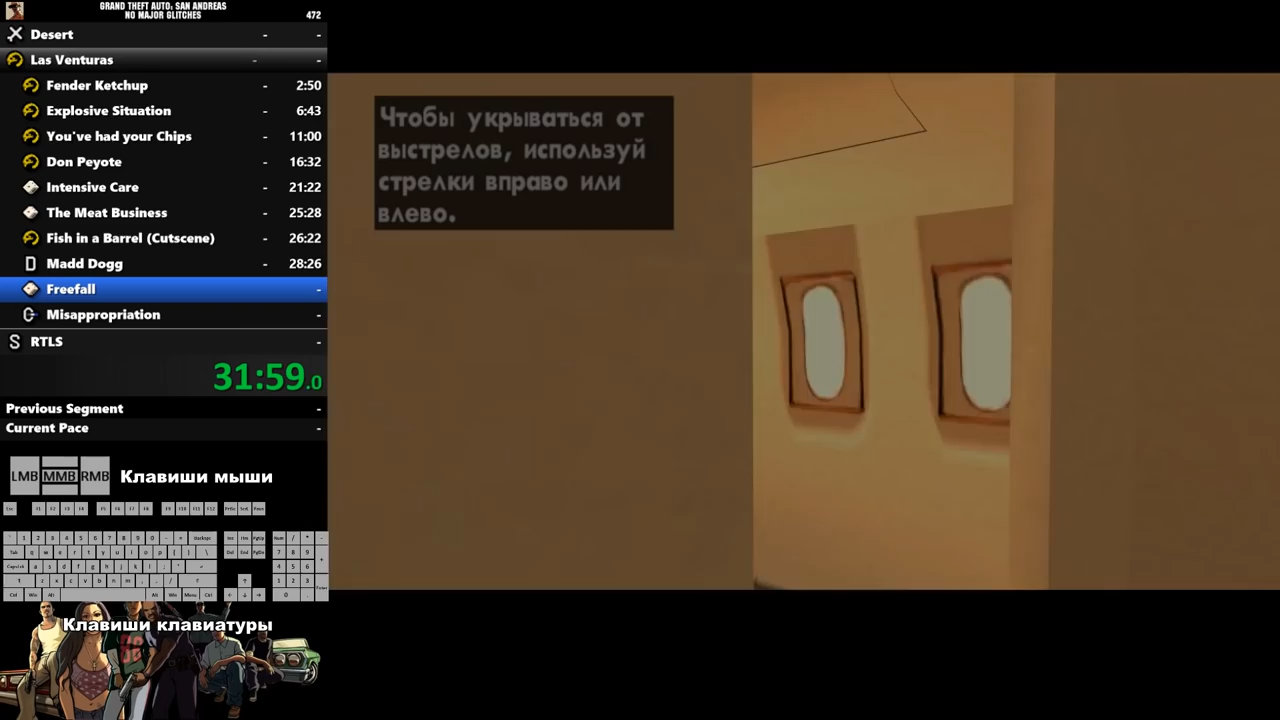 GRAND THEFT AUTO: SAN ANDREAS
NO MAJOR GLITCHES
472
Desert - -
Las Venturas - -
Fender Ketchup - 2:50
Explosive Situation - 6:43
You've had your Chips - 11:00
Don Peyote - 16:32
Intensive Care - 21:22
The Meat Business - 25:28
Fish in a Barrel (Cutscene) - 26:22
Madd Dogg - 28:26
Freefall -
Misappropriation -
S RTLS -
31:59.0
Previous Segment -
Current Pace -
LMB MMB RMB Клавиши мыши
Клавиши клавиатуры
Чтобы укрываться от
выстрелов, используй
стрелки вправо или
влево.